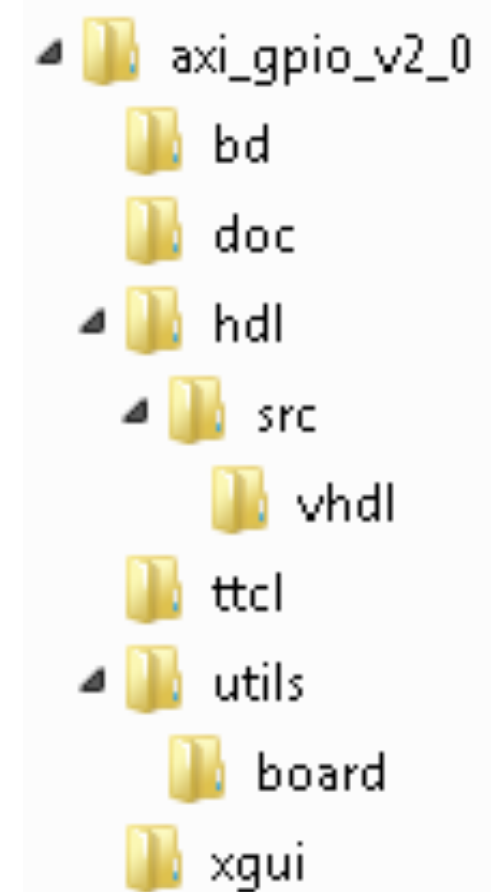 axi_gpio_v2_0
bd
doc
hdl
src
vhdl
ttcl
utils
board
xgui